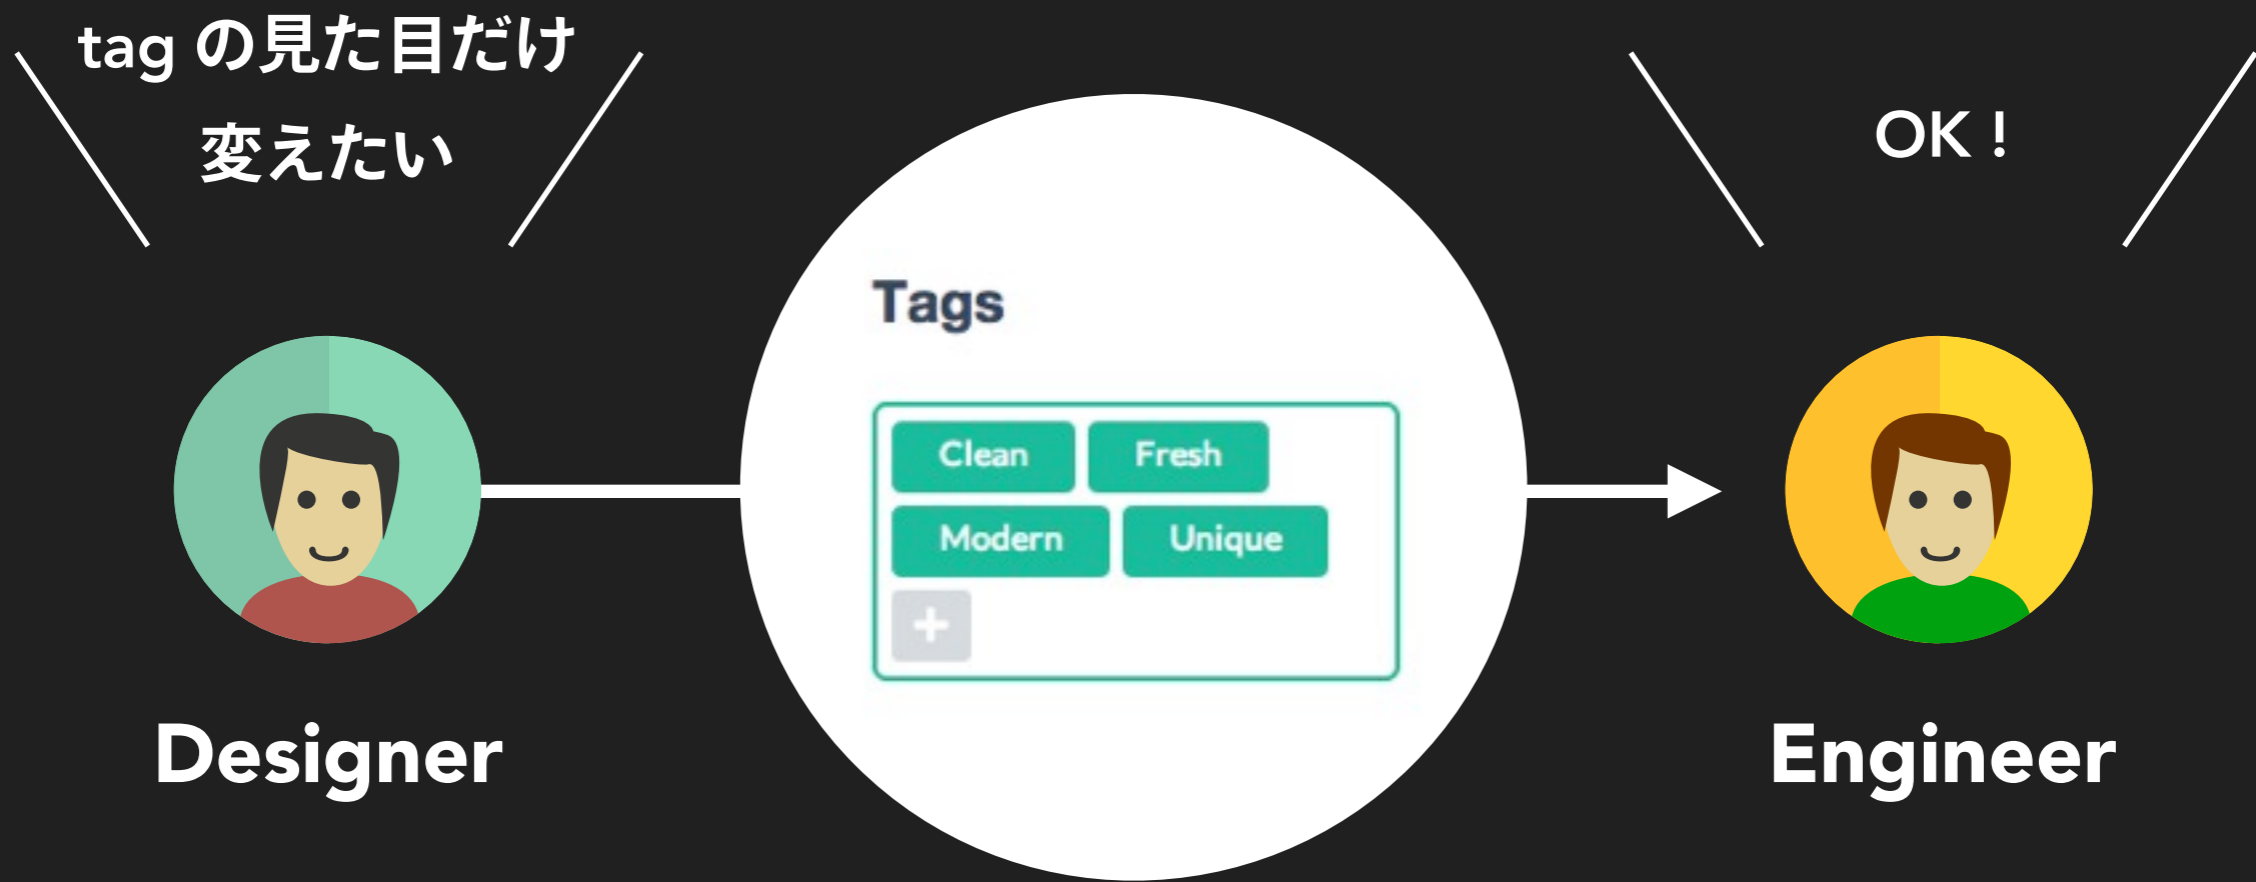 tag の見た目だけ
変えたい
OK !
Tags
Clean Fresh
Modern Unique
+
Designer
Engineer